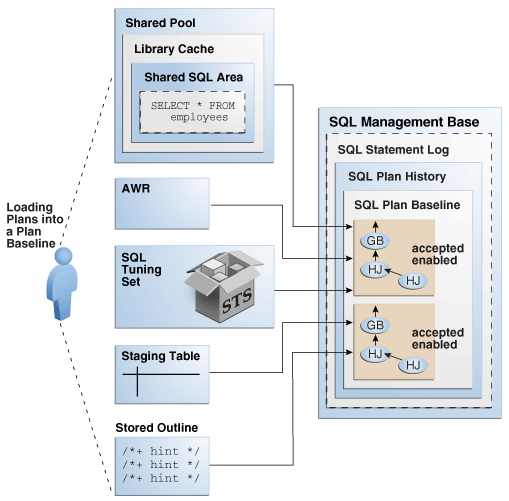 Shared Pool
Library Cache
Shared SQL Area
SELECT * FROM
employees
Loading
Plans into
a Plan
Baseline
AWR
SQL
Tuning
Set
STS
Staging Table
Stored Outline
/*+ hint */
/*+ hint */
/*+ hint */
SQL Management Base
SQL Statement Log
SQL Plan History
SQL Plan Baseline
GB
HJ
HJ
accepted
enabled
GB
HJ
HJ
accepted
enabled